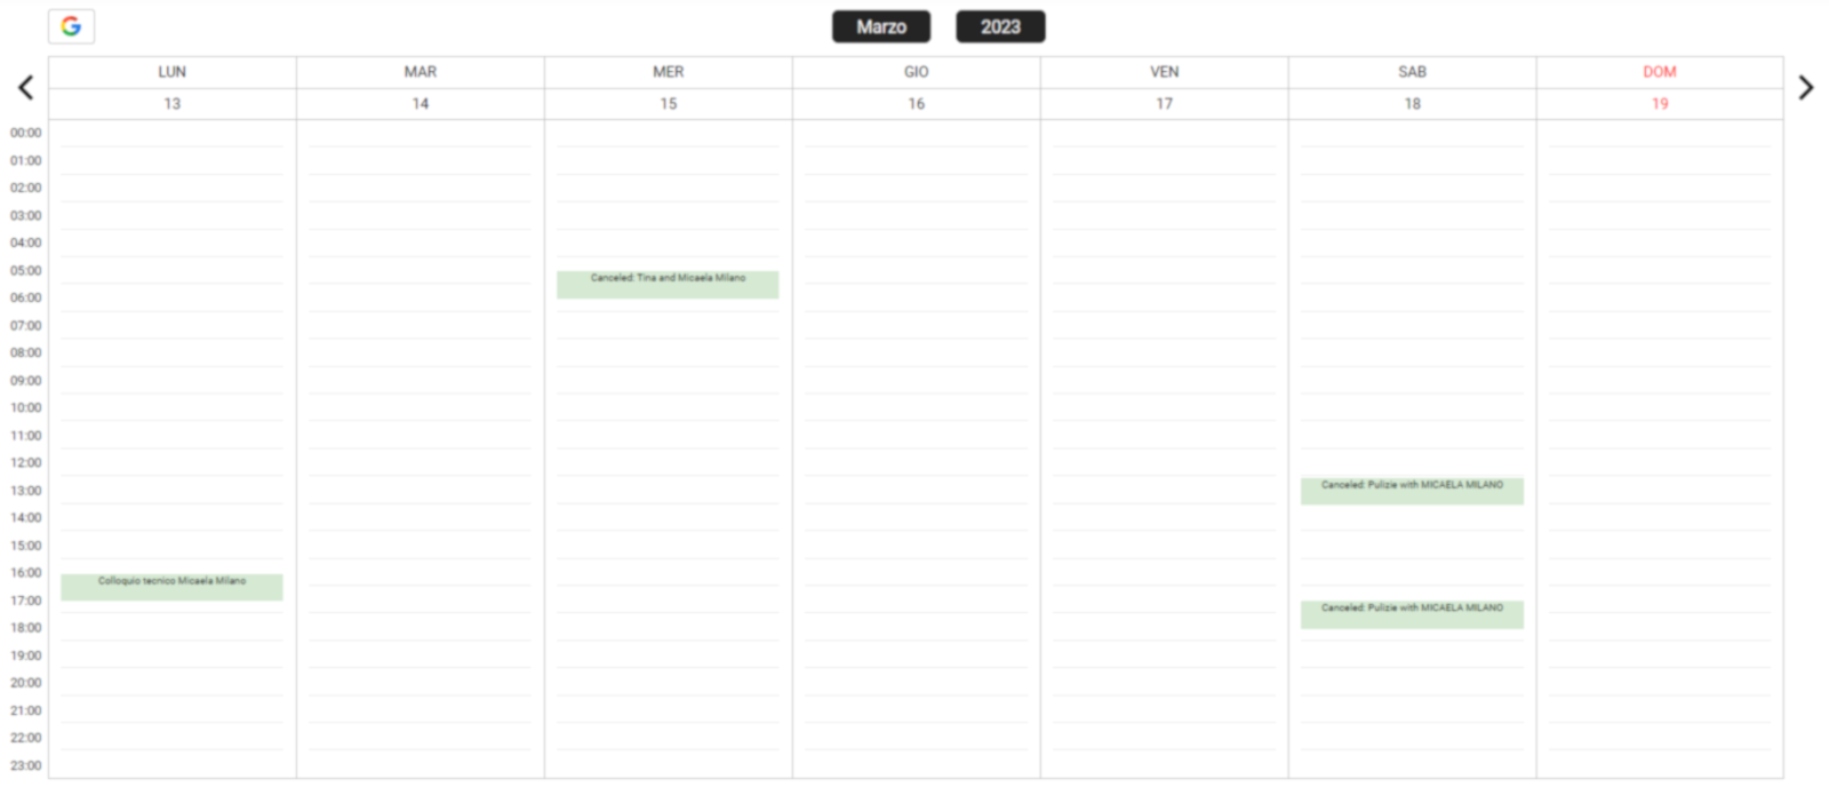 Marzo 2023
LUN MAR MER GIO VEN SAB DOM
13 14 15 16 17 18 19
00:00
01:00
02:00
03:00
04:00
05:00 Canceled: Tina and Micaela Milano
06:00
07:00
08:00
09:00
10:00
11:00
12:00
13:00 Canceled: Pulizie with MICAELA MILANO
14:00
15:00
16:00 Colloquio tecnico Micaela Milano
17:00 Canceled: Pulizie with MICAELA MILANO
18:00
19:00
20:00
21:00
22:00
23:00